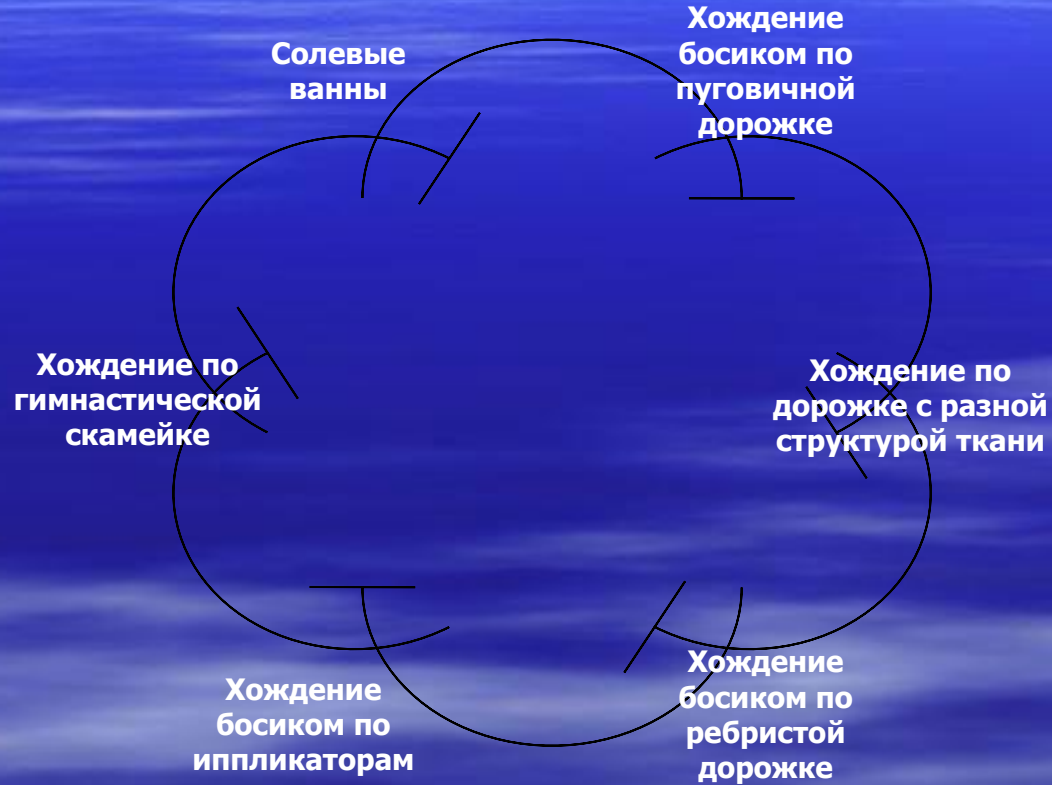 Солевые
ванны
Хождение
босиком по
пуговичной
дорожке
Хождение по
гимнастической
скамейке
Хождение по
дорожке с разной
структурой ткани
Хождение
босиком по
иппликаторам
Хождение
босиком по
ребристой
дорожке